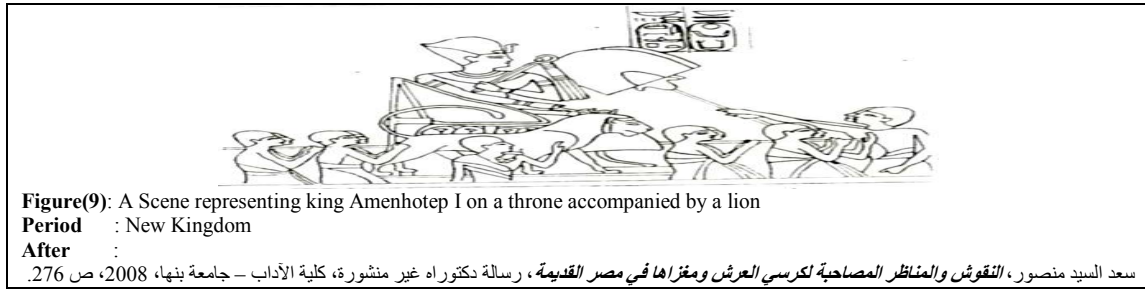 Figure(9): A Scene representing king Amenhotep I on a throne accompanied by a lion
Period : New Kingdom
After :
سعد السيد منصور، النقوش والمناظر المصاحبة لكرسي العرش ومغزاها في مصر القديمة، رسالة دكتوراه غير منشورة، كلية الآداب – جامعة بنها، 2008، ص 276.